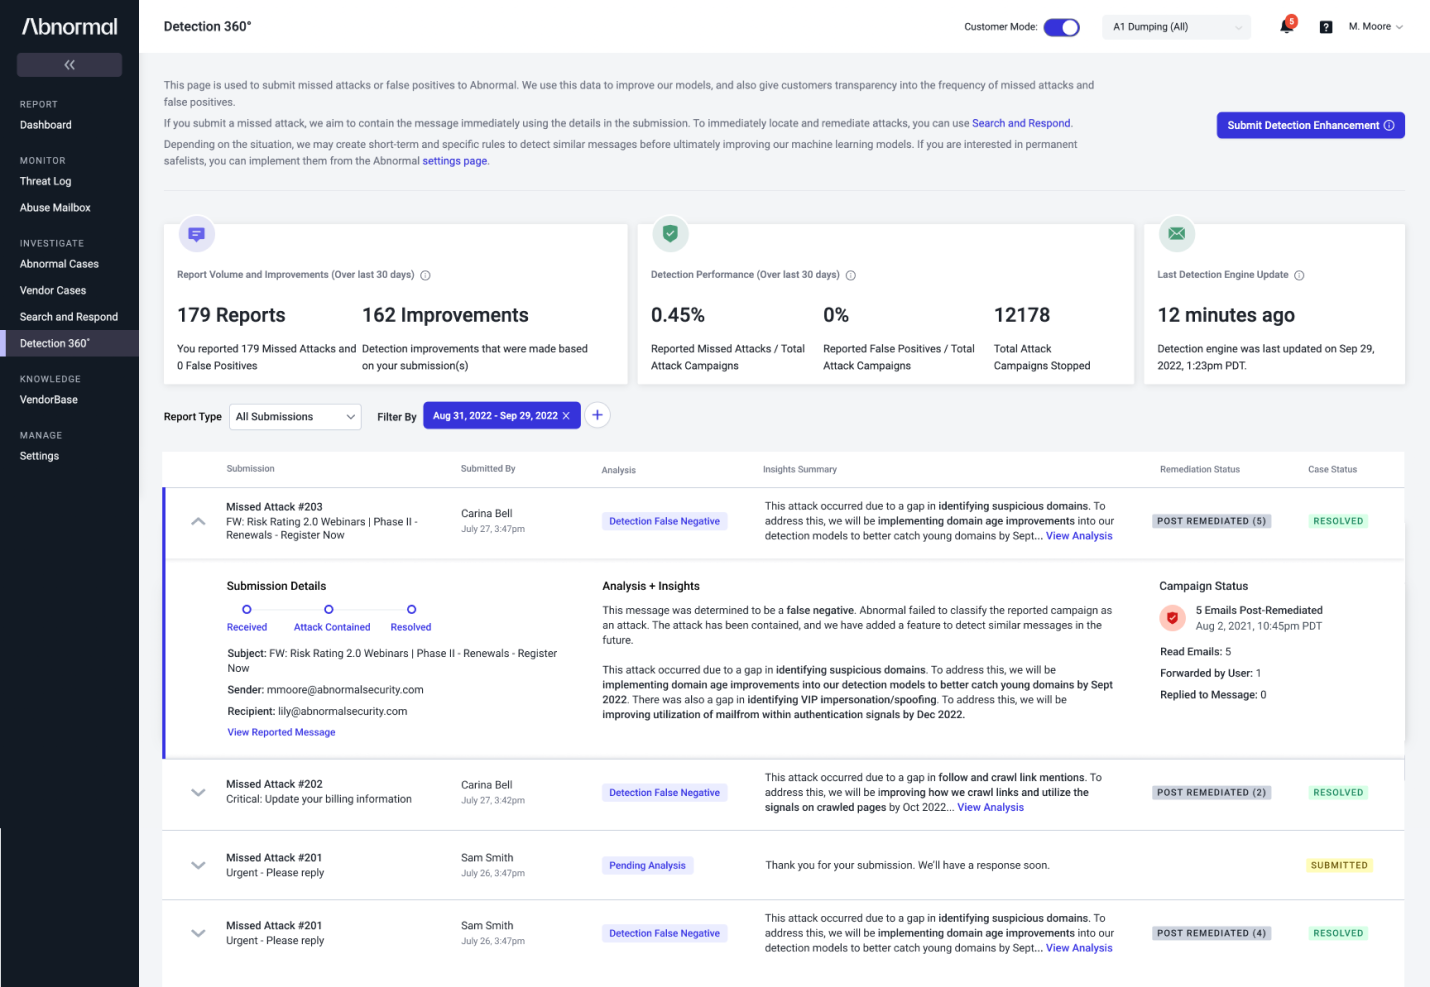 Abnormal
Detection 360°
Customer Mode:
A1 Dumping (All)
5
?
M. Moore
REPORT
Dashboard
MONITOR
Threat Log
Abuse Mailbox
INVESTIGATE
Abnormal Cases
Vendor Cases
Search and Respond
Detection 360°
KNOWLEDGE
VendorBase
MANAGE
Settings
This page is used to submit missed attacks or false positives to Abnormal. We use this data to improve our models, and also give customers transparency into the frequency of missed attacks and
false positives.
If you submit a missed attack, we aim to contain the message immediately using the details in the submission. To immediately locate and remediate attacks, you can use Search and Respond.
Depending on the situation, we may create short-term and specific rules to detect similar messages before ultimately improving our machine learning models. If you are interested in permanent
safelists, you can implement them from the Abnormal settings page.
Submit Detection Enhancement
Report Volume and Improvements (Over last 30 days)
179 Reports
You reported 179 Missed Attacks and
0 False Positives
162 Improvements
Detection improvements that were made based
on your submission(s)
Detection Performance (Over last 30 days)
0.45%
Reported Missed Attacks / Total
Attack Campaigns
0%
Reported False Positives / Total
Attack Campaigns
12178
Total Attack
Campaigns Stopped
Last Detection Engine Update
12 minutes ago
Detection engine was last updated on Sep 29,
2022, 1:23pm PDT.
Report Type
All Submissions
Filter By
Aug 31, 2022 - Sep 29, 2022
Submission
Submitted By
Analysis
Insights Summary
Remediation Status
Case Status
Missed Attack #203
FW: Risk Rating 2.0 Webinars | Phase II -
Renewals - Register Now
Carina Bell
July 27, 3:47pm
Detection False Negative
This attack occurred due to a gap in identifying suspicious domains. To
address this, we will be implementing domain age improvements into our
detection models to better catch young domains by Sept... View Analysis
POST REMEDIATED (5)
RESOLVED
Submission Details
Received
Attack Contained
Resolved
Subject: FW: Risk Rating 2.0 Webinars | Phase II - Renewals - Register
Now
Sender: mmoore@abnormalsecurity.com
Recipient: lily@abnormalsecurity.com
View Reported Message
Analysis + Insights
This message was determined to be a false negative. Abnormal failed to classify the reported campaign as
an attack. The attack has been contained, and we have added a feature to detect similar messages in the
future.
This attack occurred due to a gap in identifying suspicious domains. To address this, we will be
implementing domain age improvements into our detection models to better catch young domains by Sept
2022. There was also a gap in identifying VIP impersonation/spoofing. To address this, we will be
improving utilization of mailfrom within authentication signals by Dec 2022.
Campaign Status
5 Emails Post-Remediated
Aug 2, 2021, 10:45pm PDT
Read Emails: 5
Forwarded by User: 1
Replied to Message: 0
Missed Attack #202
Critical: Update your billing information
Carina Bell
July 27, 3:42pm
Detection False Negative
This attack occurred due to a gap in follow and crawl link mentions. To
address this, we will be improving how we crawl links and utilize the
signals on crawled pages by Oct 2022... View Analysis
POST REMEDIATED (2)
RESOLVED
Missed Attack #201
Urgent - Please reply
Sam Smith
July 26, 3:47pm
Pending Analysis
Thank you for your submission. We'll have a response soon.
SUBMITTED
Missed Attack #201
Urgent - Please reply
Sam Smith
July 26, 3:47pm
Detection False Negative
This attack occurred due to a gap in identifying suspicious domains. To
address this, we will be implementing domain age improvements into our
detection models to better catch young domains by Sept... View Analysis
POST REMEDIATED (4)
RESOLVED